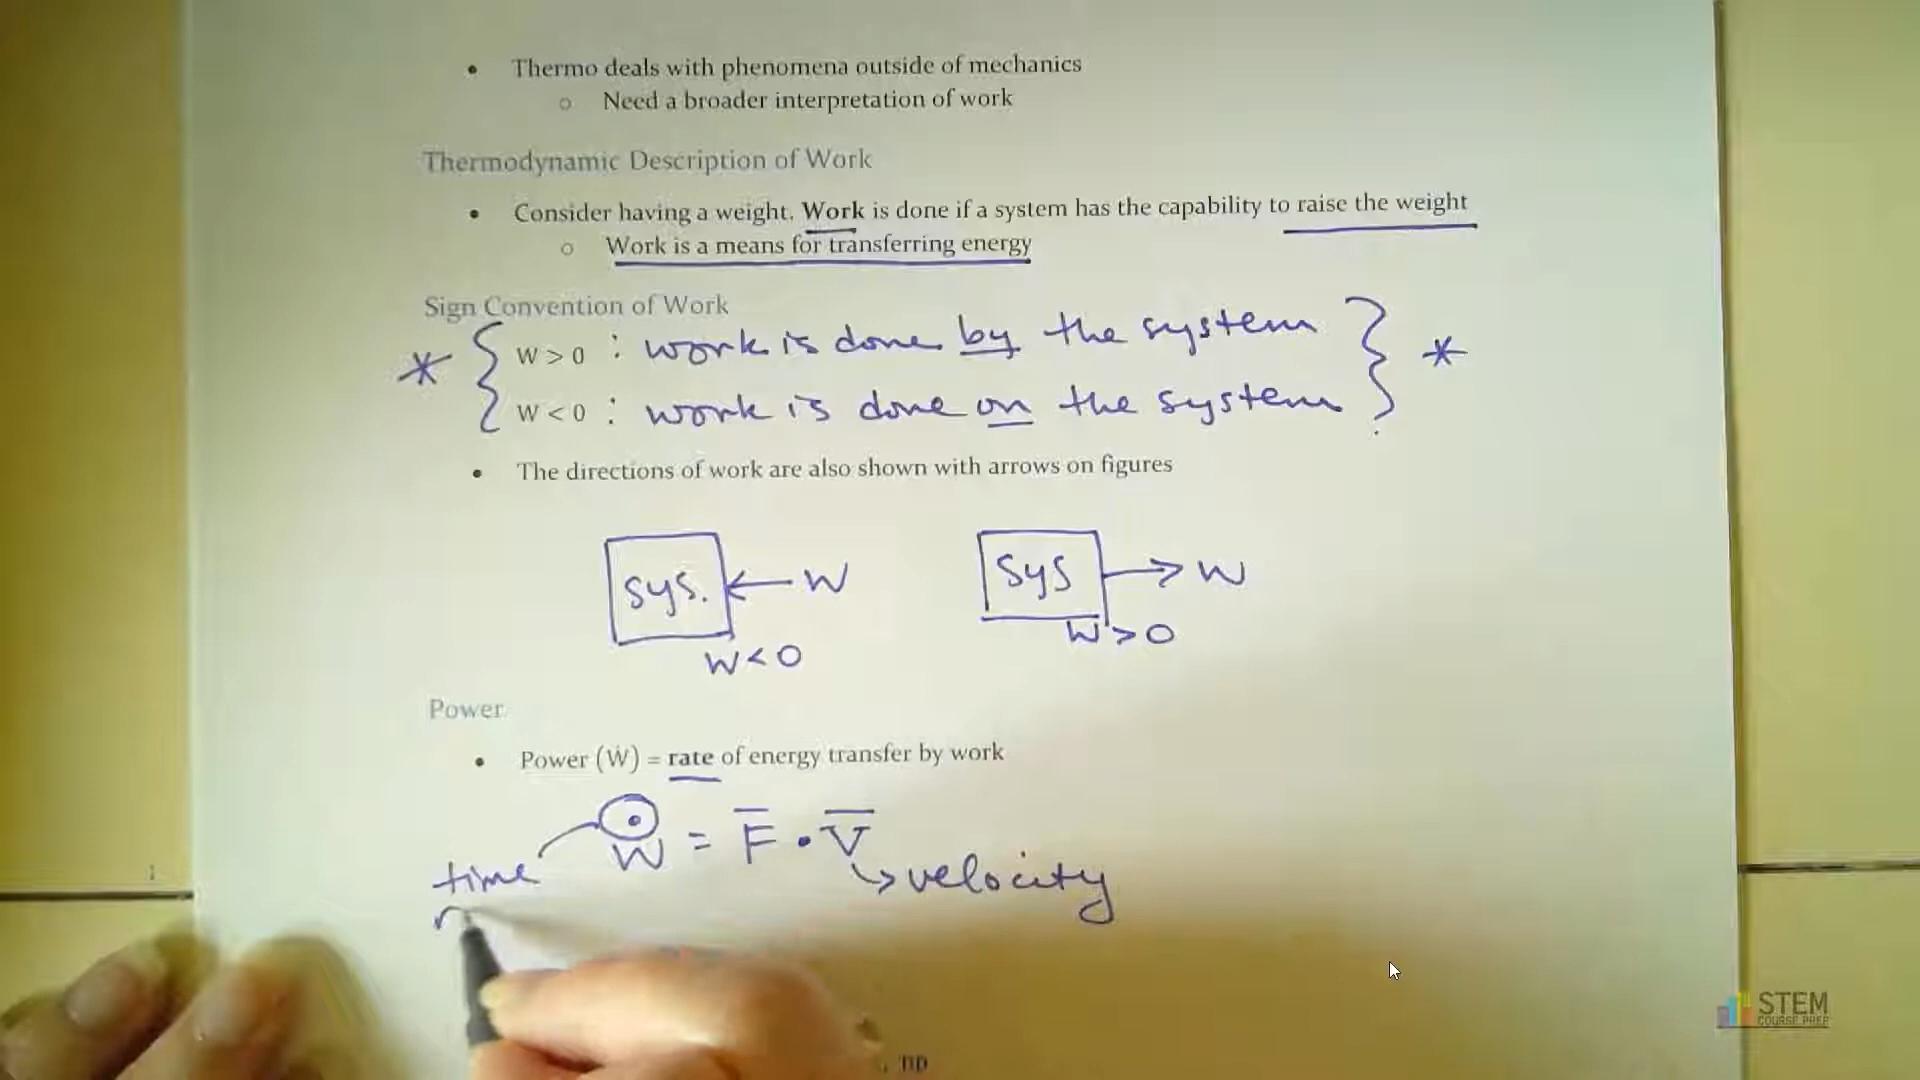 • Thermo deals with phenomena outside of mechanics
o Need a broader interpretation of work
Thermodynamic Description of Work
• Consider having a weight. Work is done if a system has the capability to raise the weight
o Work is a means for transferring energy
Sign Convention of Work
* { W > 0 : work is done by the system } *
W < 0 : work is done on the system
• The directions of work are also shown with arrows on figures
sys. ← W
W < 0
sys → W
W > 0
Power
• Power (Ẇ) = rate of energy transfer by work
Ẇ = F̅ • V̅
time
→ velocity
STEM
COURSE PREP